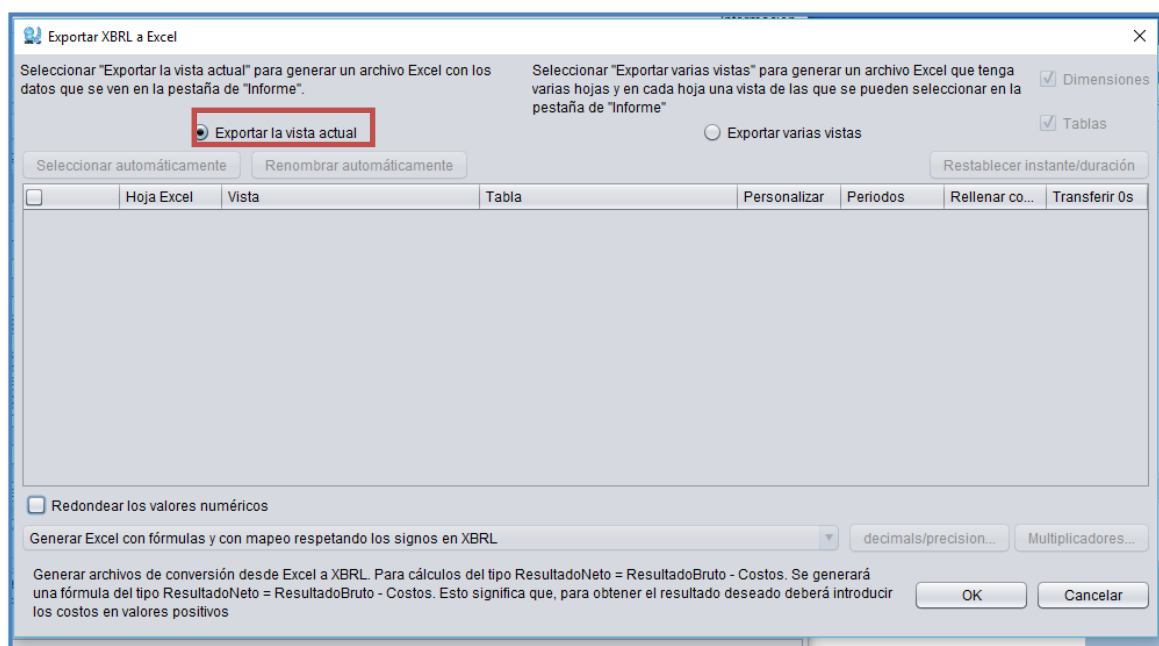 Exportar XBRL a Excel
Seleccionar "Exportar la vista actual" para generar un archivo Excel con los
datos que se ven en la pestaña de "Informe".
Exportar la vista actual
Seleccionar "Exportar varias vistas" para generar un archivo Excel que tenga
varias hojas y en cada hoja una vista de las que se pueden seleccionar en la
pestaña de "Informe"
Exportar varias vistas
Dimensiones
Tablas
Seleccionar automáticamente Renombrar automáticamente Restablecer instante/duración
Hoja Excel Vista Tabla Personalizar Periodos Rellenar co... Transferir 0s
Redondear los valores numéricos
Generar Excel con fórmulas y con mapeo respetando los signos en XBRL decimals/precision... Multiplicadores...
Generar archivos de conversión desde Excel a XBRL. Para cálculos del tipo ResultadoNeto = ResultadoBruto - Costos. Se generará
una fórmula del tipo ResultadoNeto = ResultadoBruto - Costos. Esto significa que, para obtener el resultado deseado deberá introducir
los costos en valores positivos
OK Cancelar